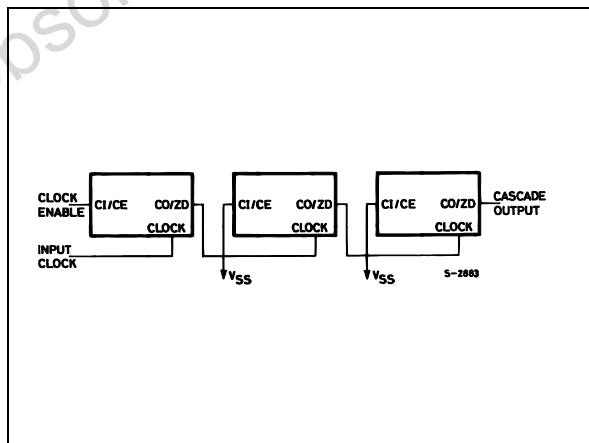 CLOCK ENABLE
CI/CE CO/ZD
CLOCK
CI/CE CO/ZD
CLOCK
CI/CE CO/ZD
CLOCK
CASCADE OUTPUT
INPUT CLOCK
VSS
VSS
S-2883